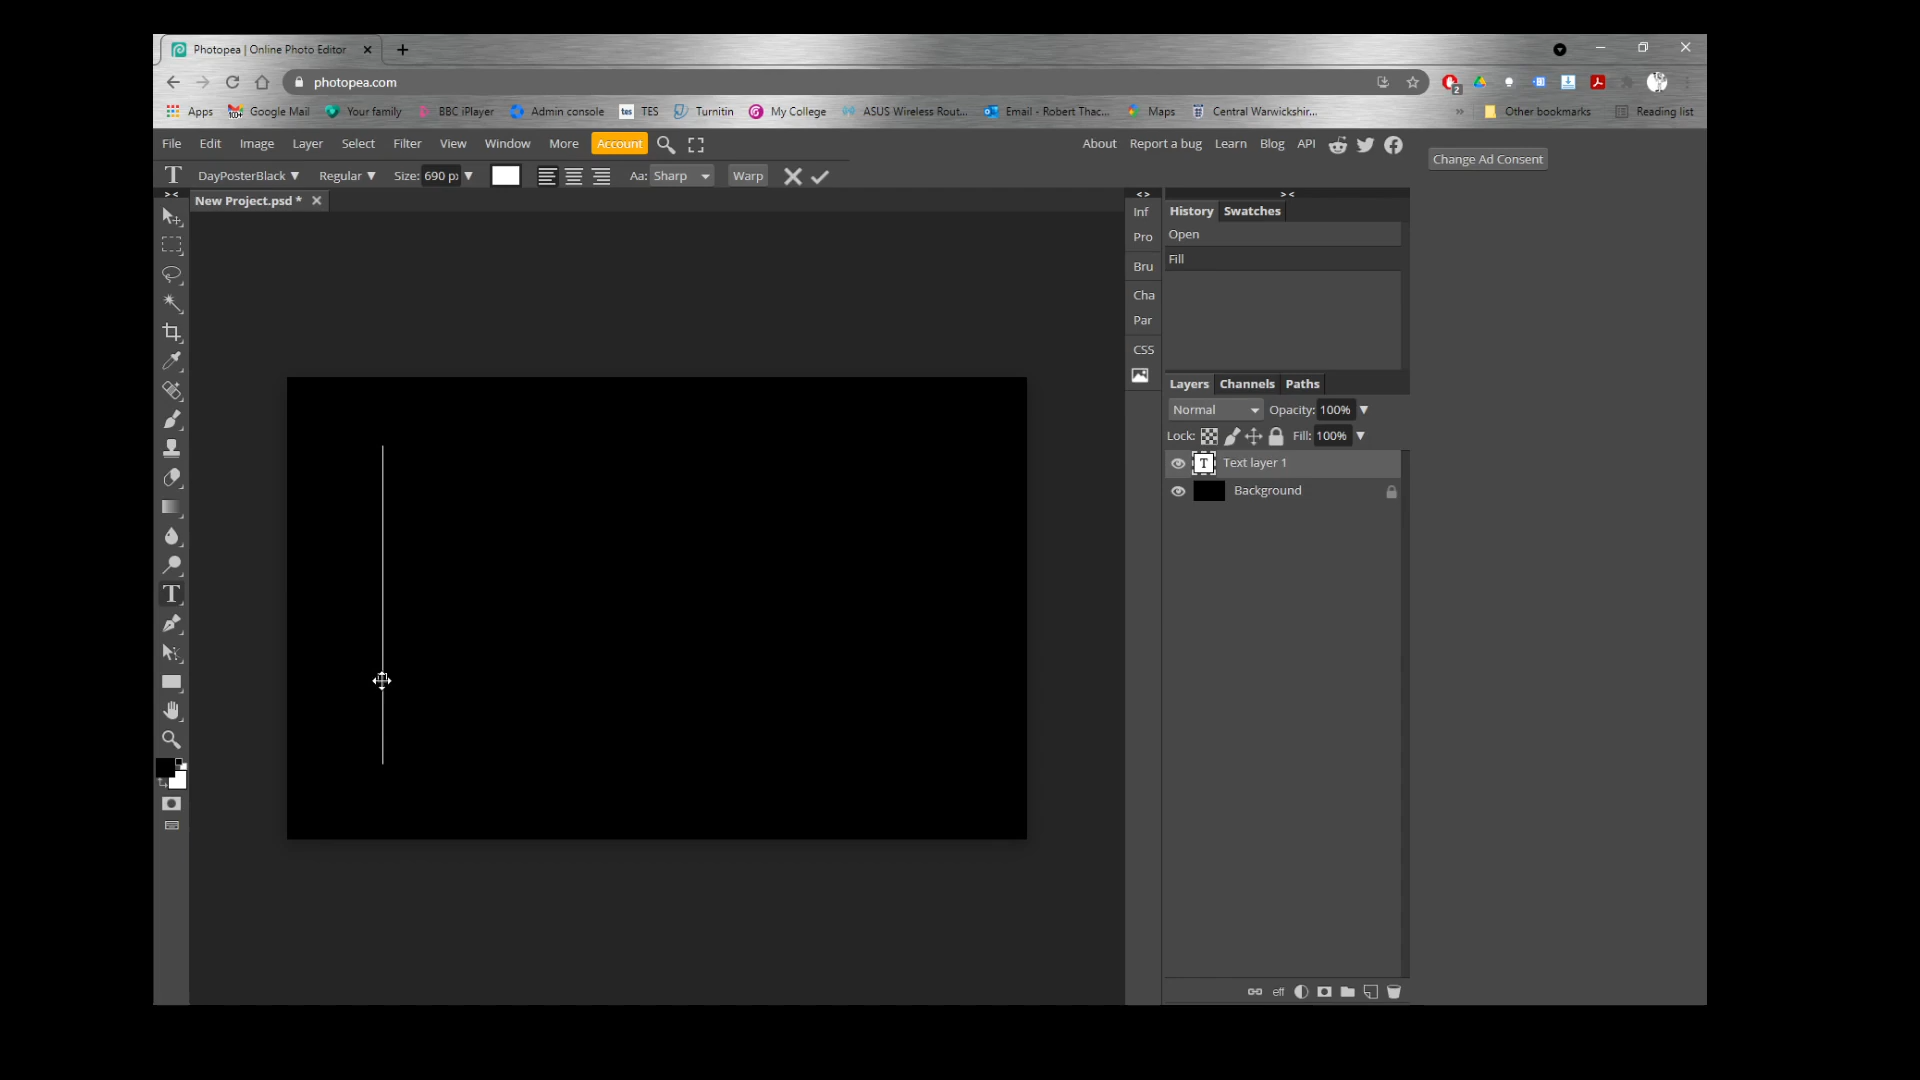 Photopea | Online Photo Editor
photopea.com
2
Apps 100+ Google Mail Your family BBC iPlayer Admin console tes TES Turnitin My College ASUS Wireless Rout... Email - Robert Thac... Maps Central Warwickshir... » Other bookmarks Reading list
File Edit Image Layer Select Filter View Window More Account About Report a bug Learn Blog API
Change Ad Consent
T DayPosterBlack Regular Size: 690 px Aa: Sharp Warp
> < New Project.psd * < > > <
Inf History Swatches
Pro Open
Fill
Bru
Cha
Par
CSS
Layers Channels Paths
Normal Opacity: 100%
Lock: Fill: 100%
T Text layer 1
Background
T
eff